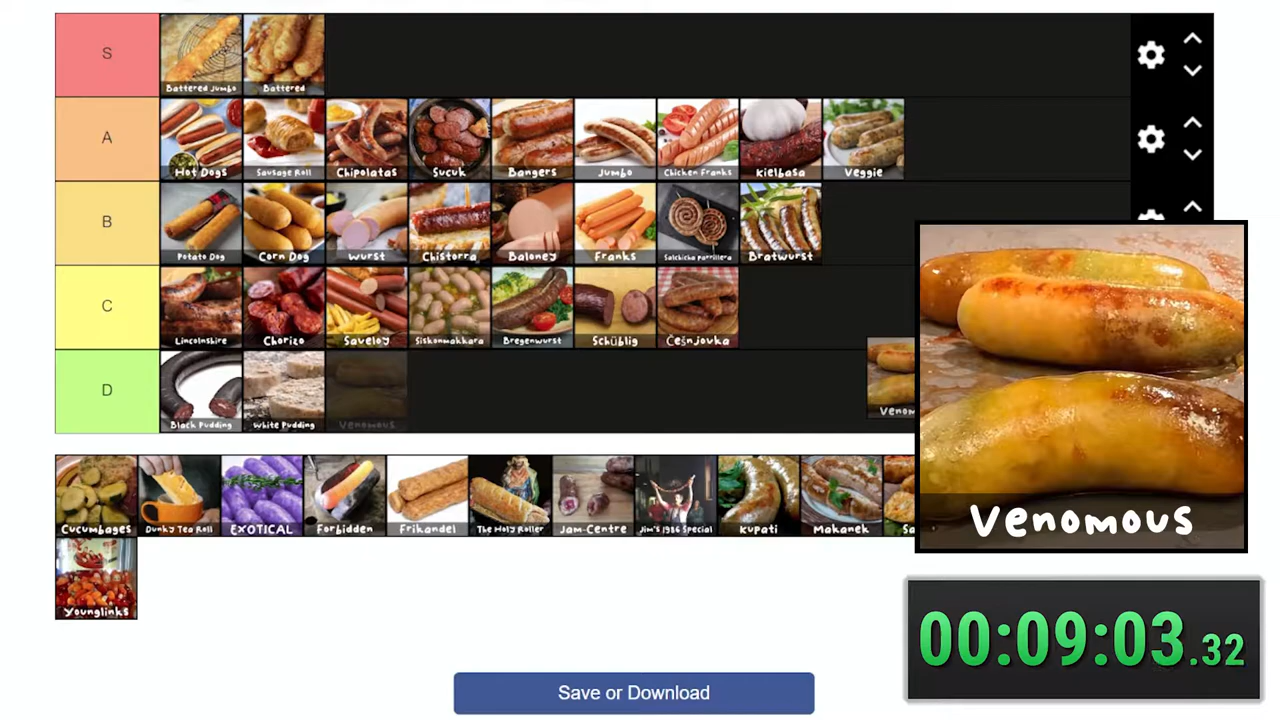 S
Battered Jumbo
Battered
A
Hot Dogs
Sausage Roll
Chipolatas
Sucuk
Bangers
Jumbo
Chicken Franks
Kielbasa
Veggie
B
Potato Dog
Corn Dog
Wurst
Chistorra
Baloney
Franks
Salchicha Parrillera
Bratwurst
C
Lincolnshire
Chorizo
Saveloy
Siskonmakkara
Bregenwurst
Schüblig
Češnjovka
D
Black Pudding
White Pudding
Venomous
Venom
Venomous
Cucumbages
Dunky Tea Roll
EXOTICAL
Forbidden
Frikandel
The Holy Roller
Jam-Centre
Jim's 1986 Special
Kupati
Makanek
Sa
Younglinks
00:09:03.32
Save or Download